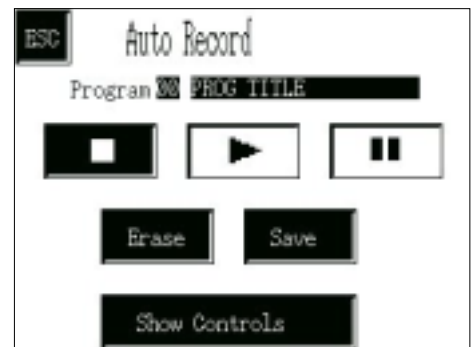 ESC
Auto Record
Program 00 PROG TITLE
Erase
Save
Show Controls